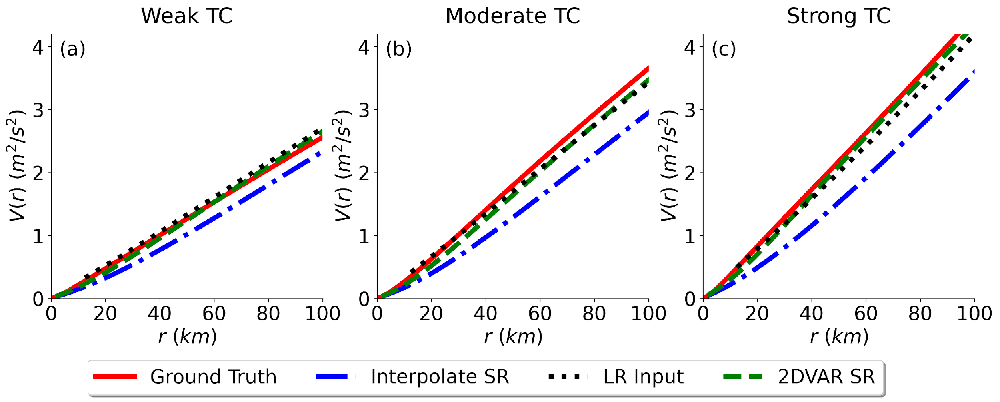 Weak TC
Moderate TC
Strong TC
(a)
(b)
(c)
4
3
2
1
0
V(r) (m²/s²)
0 20 40 60 80 100
r (km)
4
3
2
1
0
V(r) (m²/s²)
0 20 40 60 80 100
r (km)
4
3
2
1
0
V(r) (m²/s²)
0 20 40 60 80 100
r (km)
Ground Truth
Interpolate SR
LR Input
2DVAR SR